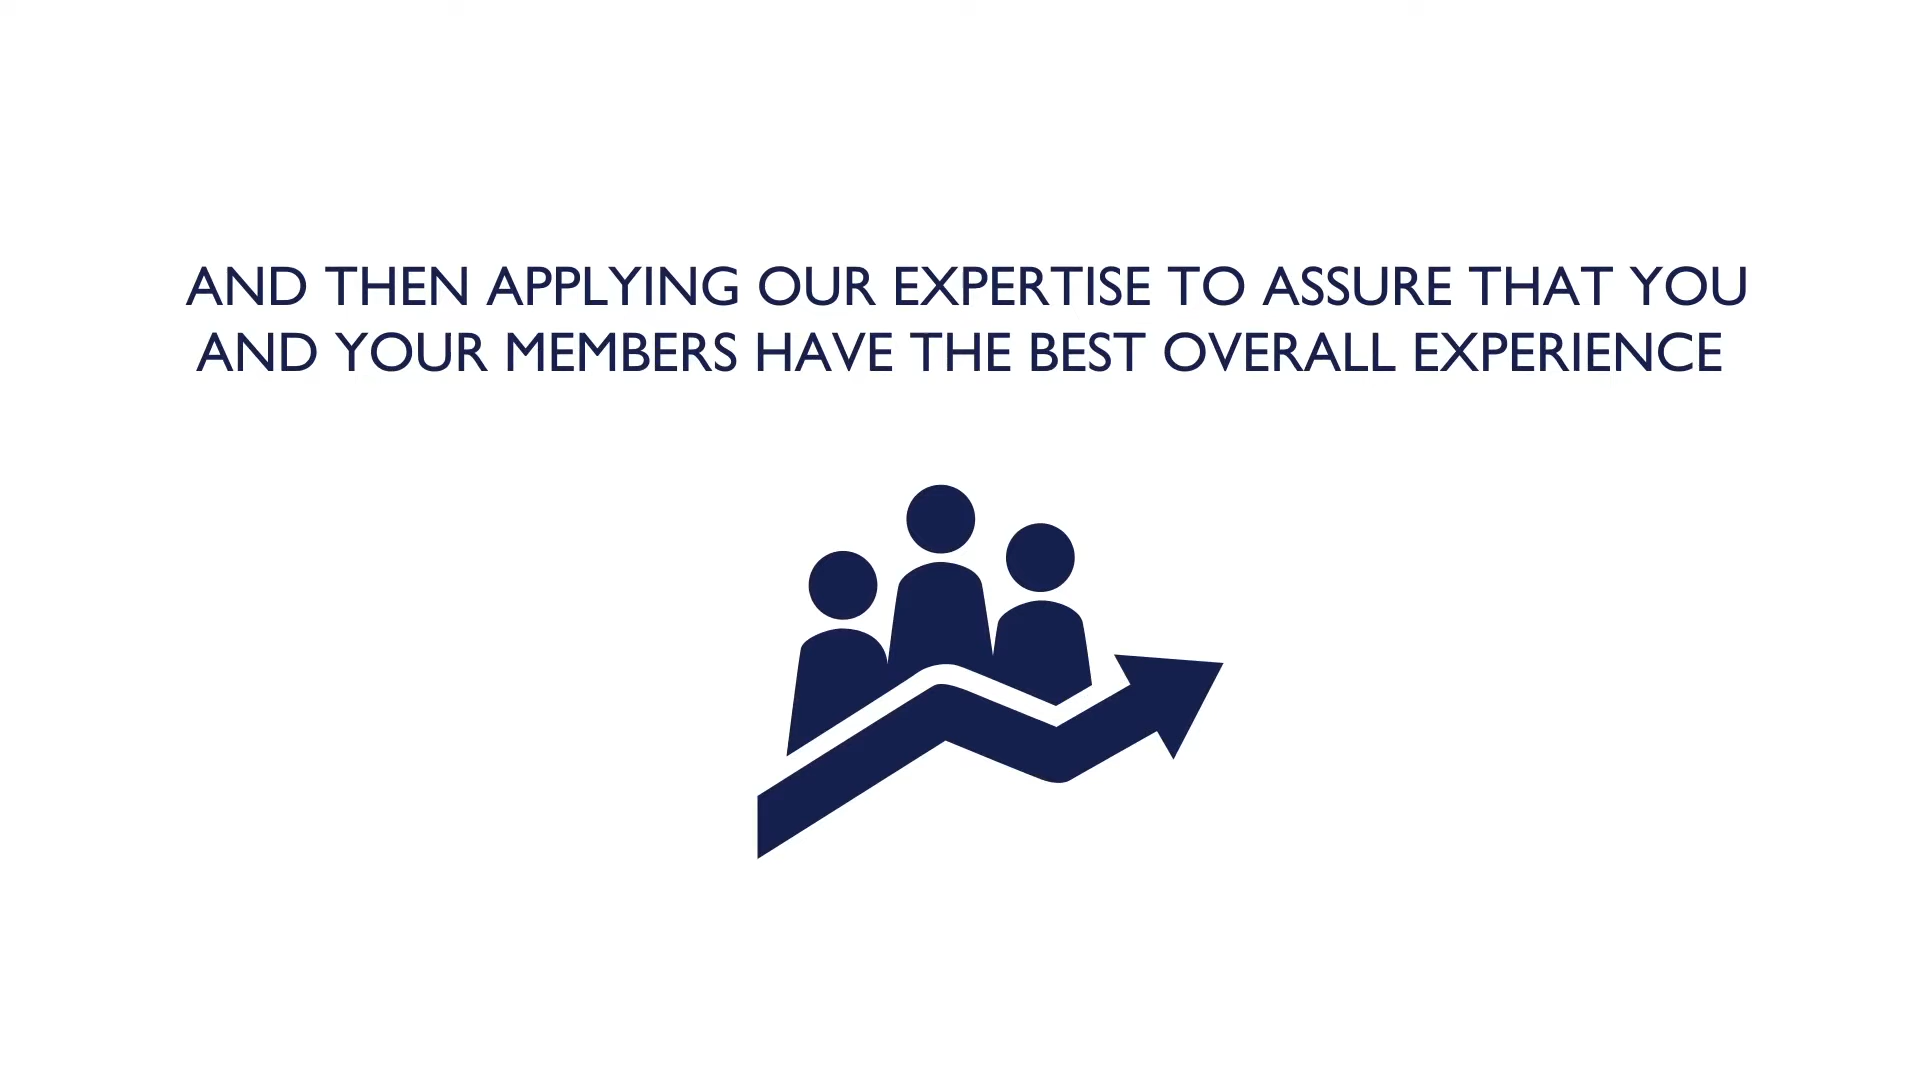 AND THEN APPLYING OUR EXPERTISE TO ASSURE THAT YOU
AND YOUR MEMBERS HAVE THE BEST OVERALL EXPERIENCE